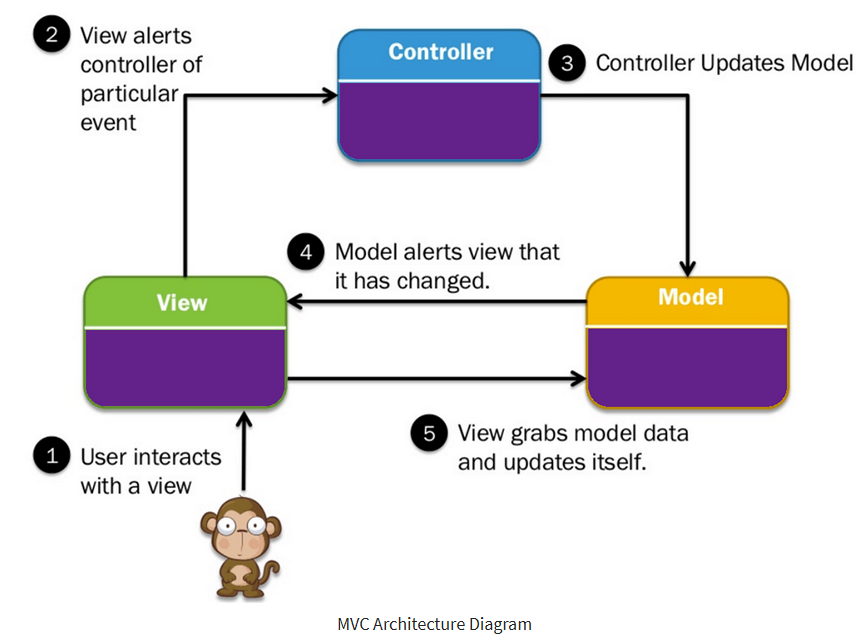 2
View alerts
controller of
particular
event
Controller
3
Controller Updates Model
4
Model alerts view that
it has changed.
View
Model
1
User interacts
with a view
5
View grabs model data
and updates itself.
MVC Architecture Diagram